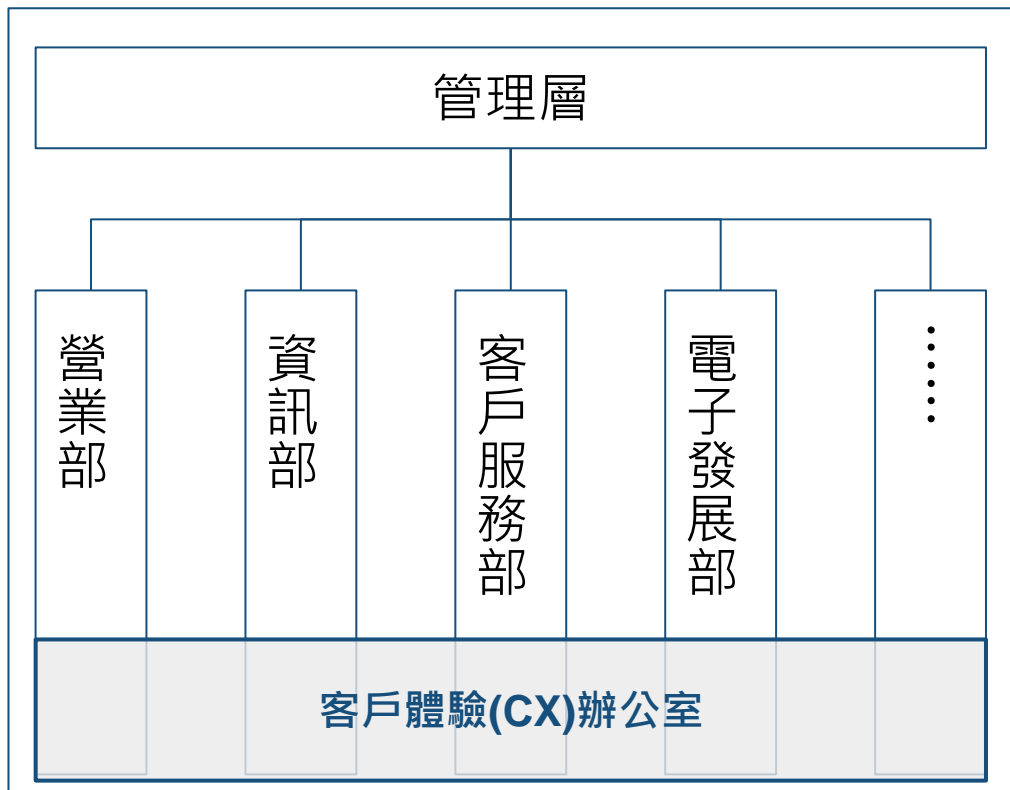 管理層
營業部
資訊部
客戶服務部
電子發展部
……
客戶體驗(CX)辦公室